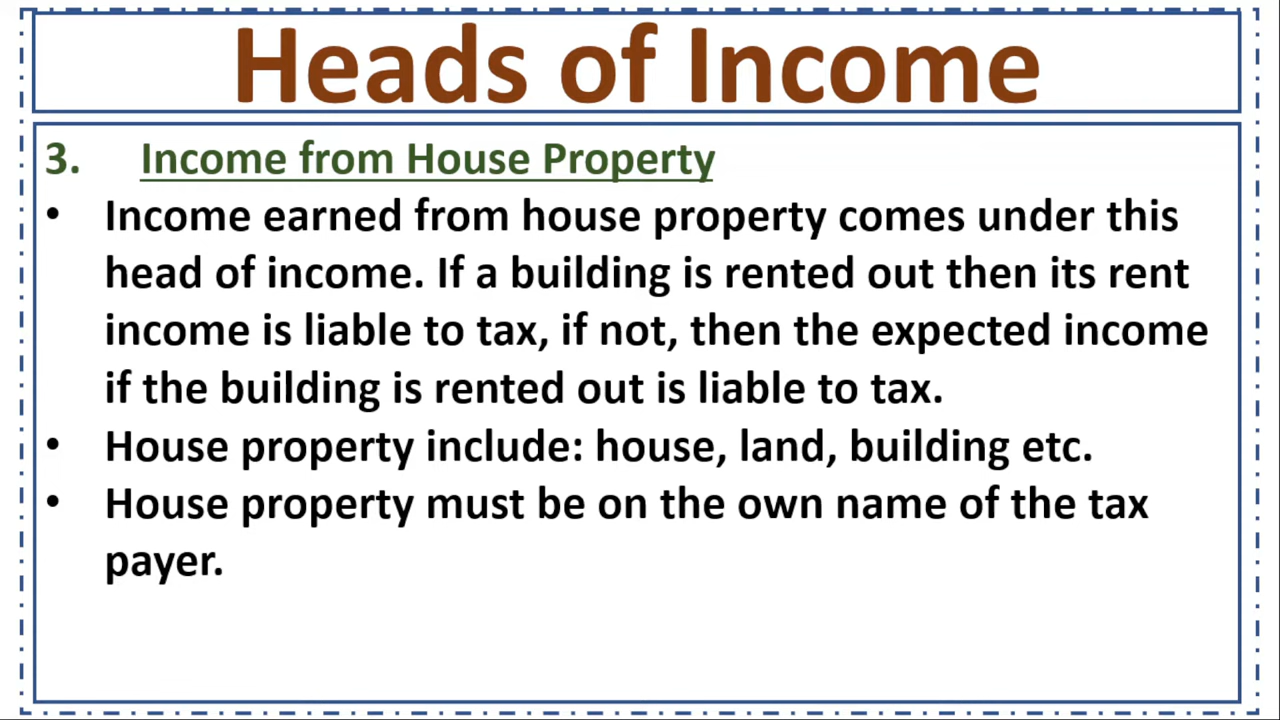 Heads of Income
3. Income from House Property
• Income earned from house property comes under this
head of income. If a building is rented out then its rent
income is liable to tax, if not, then the expected income
if the building is rented out is liable to tax.
• House property include: house, land, building etc.
• House property must be on the own name of the tax
payer.